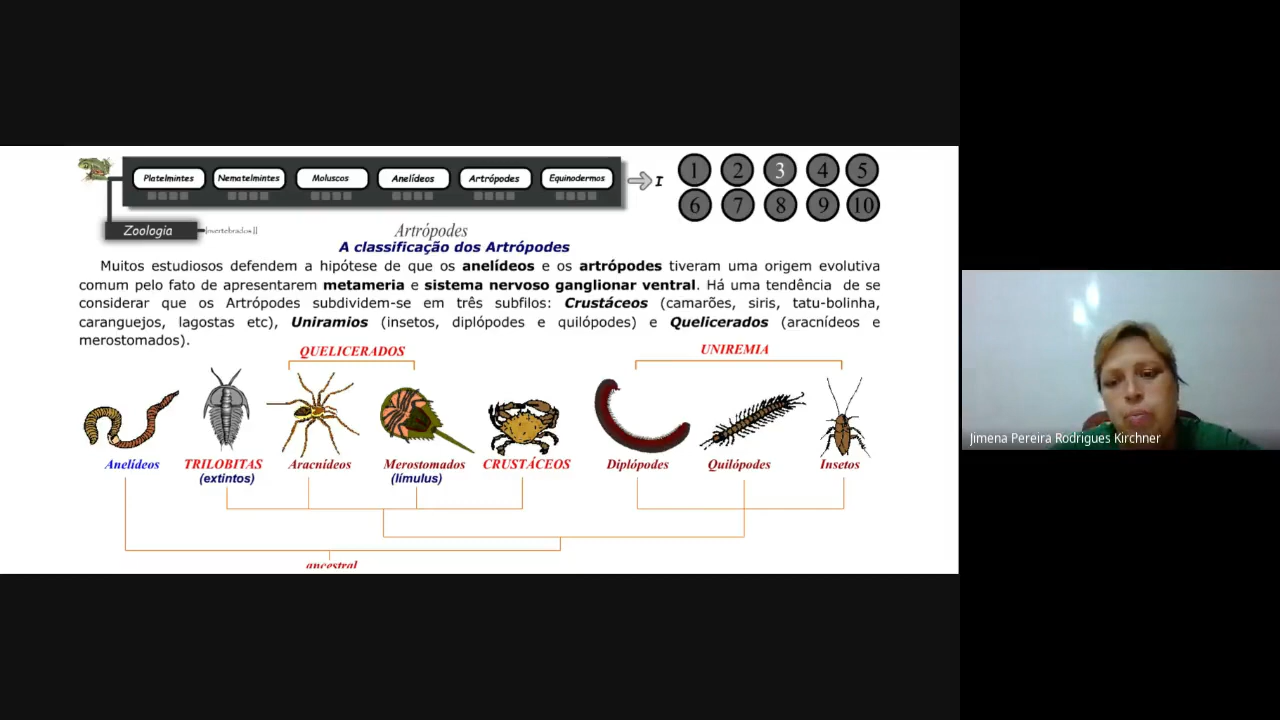 Platelmintes Nematelmintes Moluscos Anelídeos Artrópodes Equinodermos I 1 2 3 4 5
6 7 8 9 10
Zoologia Invertebrados II
Artrópodes
A classificação dos Artrópodes
Muitos estudiosos defendem a hipótese de que os anelídeos e os artrópodes tiveram uma origem evolutiva
comum pelo fato de apresentarem metameria e sistema nervoso ganglionar ventral. Há uma tendência de se
considerar que os Artrópodes subdividem-se em três subfilos: Crustáceos (camarões, siris, tatu-bolinha,
caranguejos, lagostas etc), Uniramios (insetos, diplópodes e quilópodes) e Quelicerados (aracnídeos e
merostomados).
QUELICERADOS UNIREMIA
Anelídeos TRILOBITAS Aracnídeos Merostomados CRUSTÁCEOS Diplópodes Quilópodes Insetos
(extintos) (límulus)
ancestral
Jimena Pereira Rodrigues Kirchner